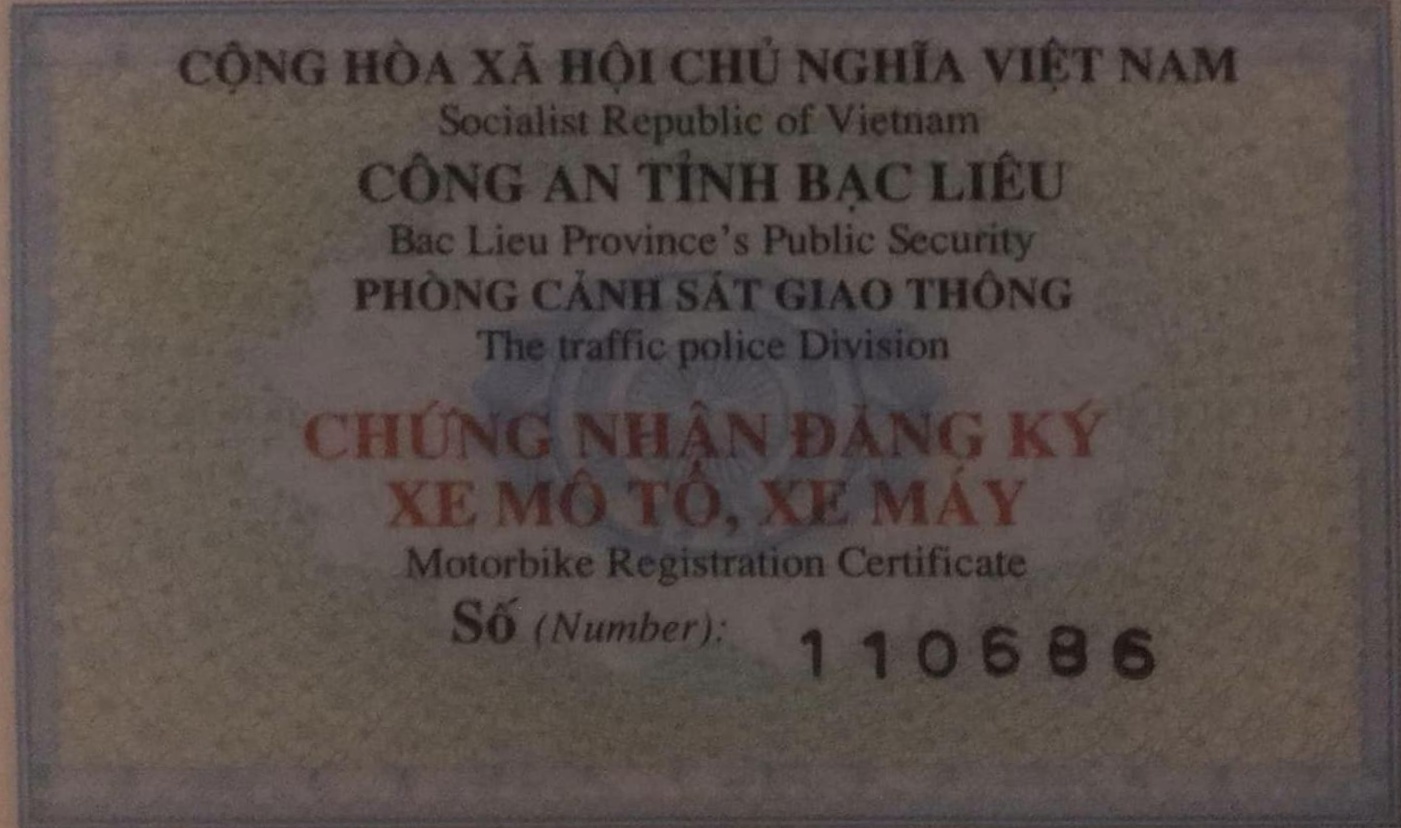 CỘNG HÒA XÃ HỘI CHỦ NGHĨA VIỆT NAM
Socialist Republic of Vietnam
CÔNG AN TỈNH BẠC LIÊU
Bac Lieu Province's Public Security
PHÒNG CẢNH SÁT GIAO THÔNG
The traffic police Division
CHỨNG NHẬN ĐĂNG KÝ
XE MÔ TÔ, XE MÁY
Motorbike Registration Certificate
Số (Number): 110686